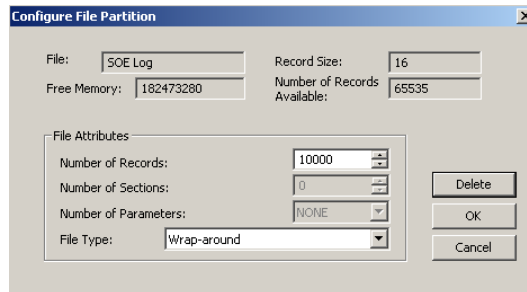 Configure File Partition
File: SOE Log
Record Size: 16
Free Memory: 182473280
Number of Records Available: 65535
File Attributes
Number of Records: 10000
Number of Sections: 0
Number of Parameters: NONE
File Type: Wrap-around
Delete
OK
Cancel